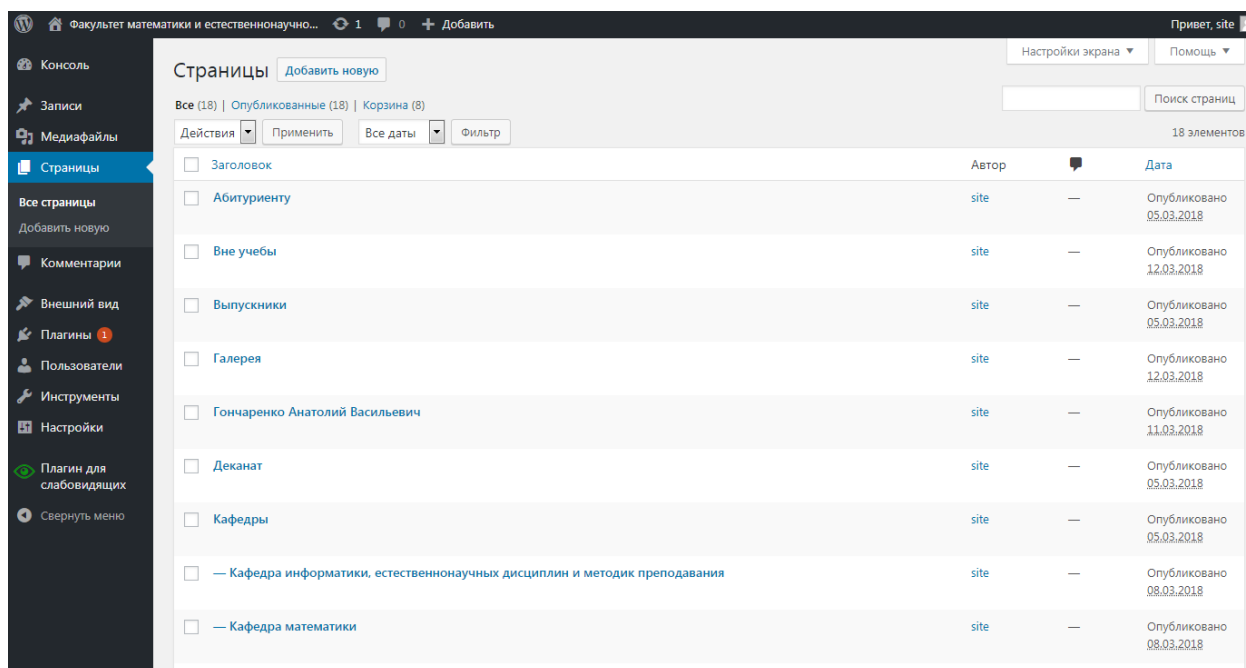 Факультет математики и естественнонаучно... 1 0 + Добавить Привет, site
Консоль
Записи
Медиафайлы
Страницы
Все страницы
Добавить новую
Комментарии
Внешний вид
Плагины 1
Пользователи
Инструменты
Настройки
Плагин для
слабовидящих
Свернуть меню
Настройки экрана ▼ Помощь ▼
Страницы Добавить новую
Все (18) | Опубликованные (18) | Корзина (8)
Поиск страниц
Действия Применить Все даты Фильтр
18 элементов
Заголовок Автор Дата
Абитуриенту site — Опубликовано
05.03.2018
Вне учебы site — Опубликовано
12.03.2018
Выпускники site — Опубликовано
05.03.2018
Галерея site — Опубликовано
12.03.2018
Гончаренко Анатолий Васильевич site — Опубликовано
11.03.2018
Деканат site — Опубликовано
05.03.2018
Кафедры site — Опубликовано
05.03.2018
— Кафедра информатики, естественнонаучных дисциплин и методик преподавания site — Опубликовано
08.03.2018
— Кафедра математики site — Опубликовано
08.03.2018